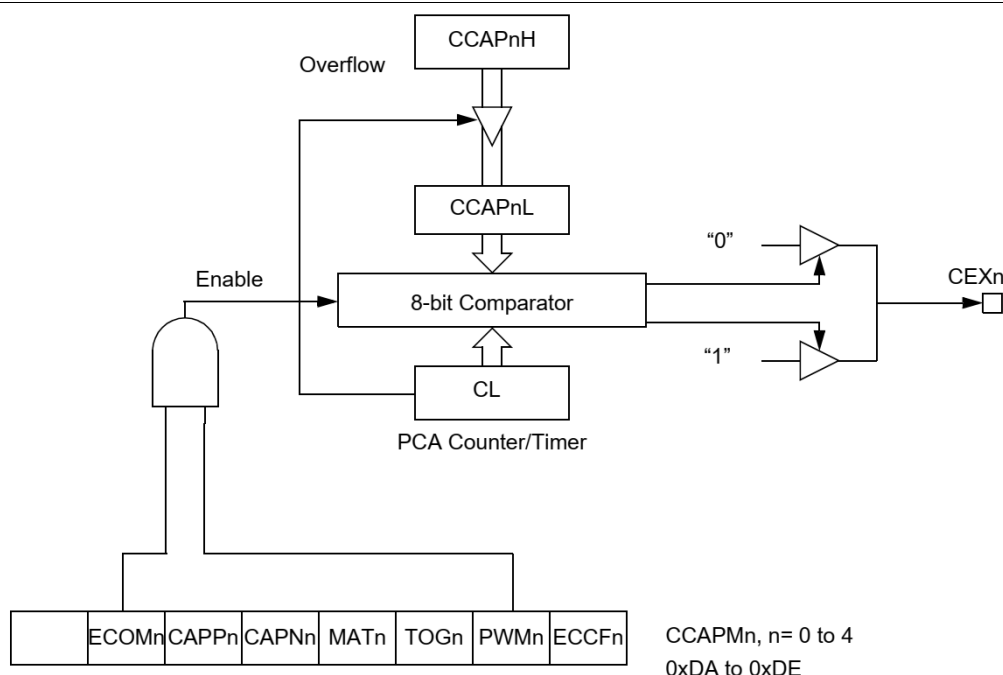 CCAPnH
Overflow
CCAPnL
“0”
Enable
8-bit Comparator
CEXn
“1”
CL
PCA Counter/Timer
ECOMn CAPPn CAPNn MATn TOGn PWMn ECCFn
CCAPMn, n= 0 to 4
0xDA to 0xDE